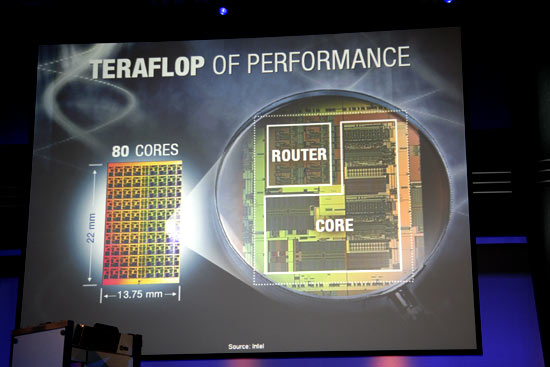 TERAFLOP OF PERFORMANCE
80 CORES
22 mm
13.75 mm
ROUTER
CORE
Source: Intel